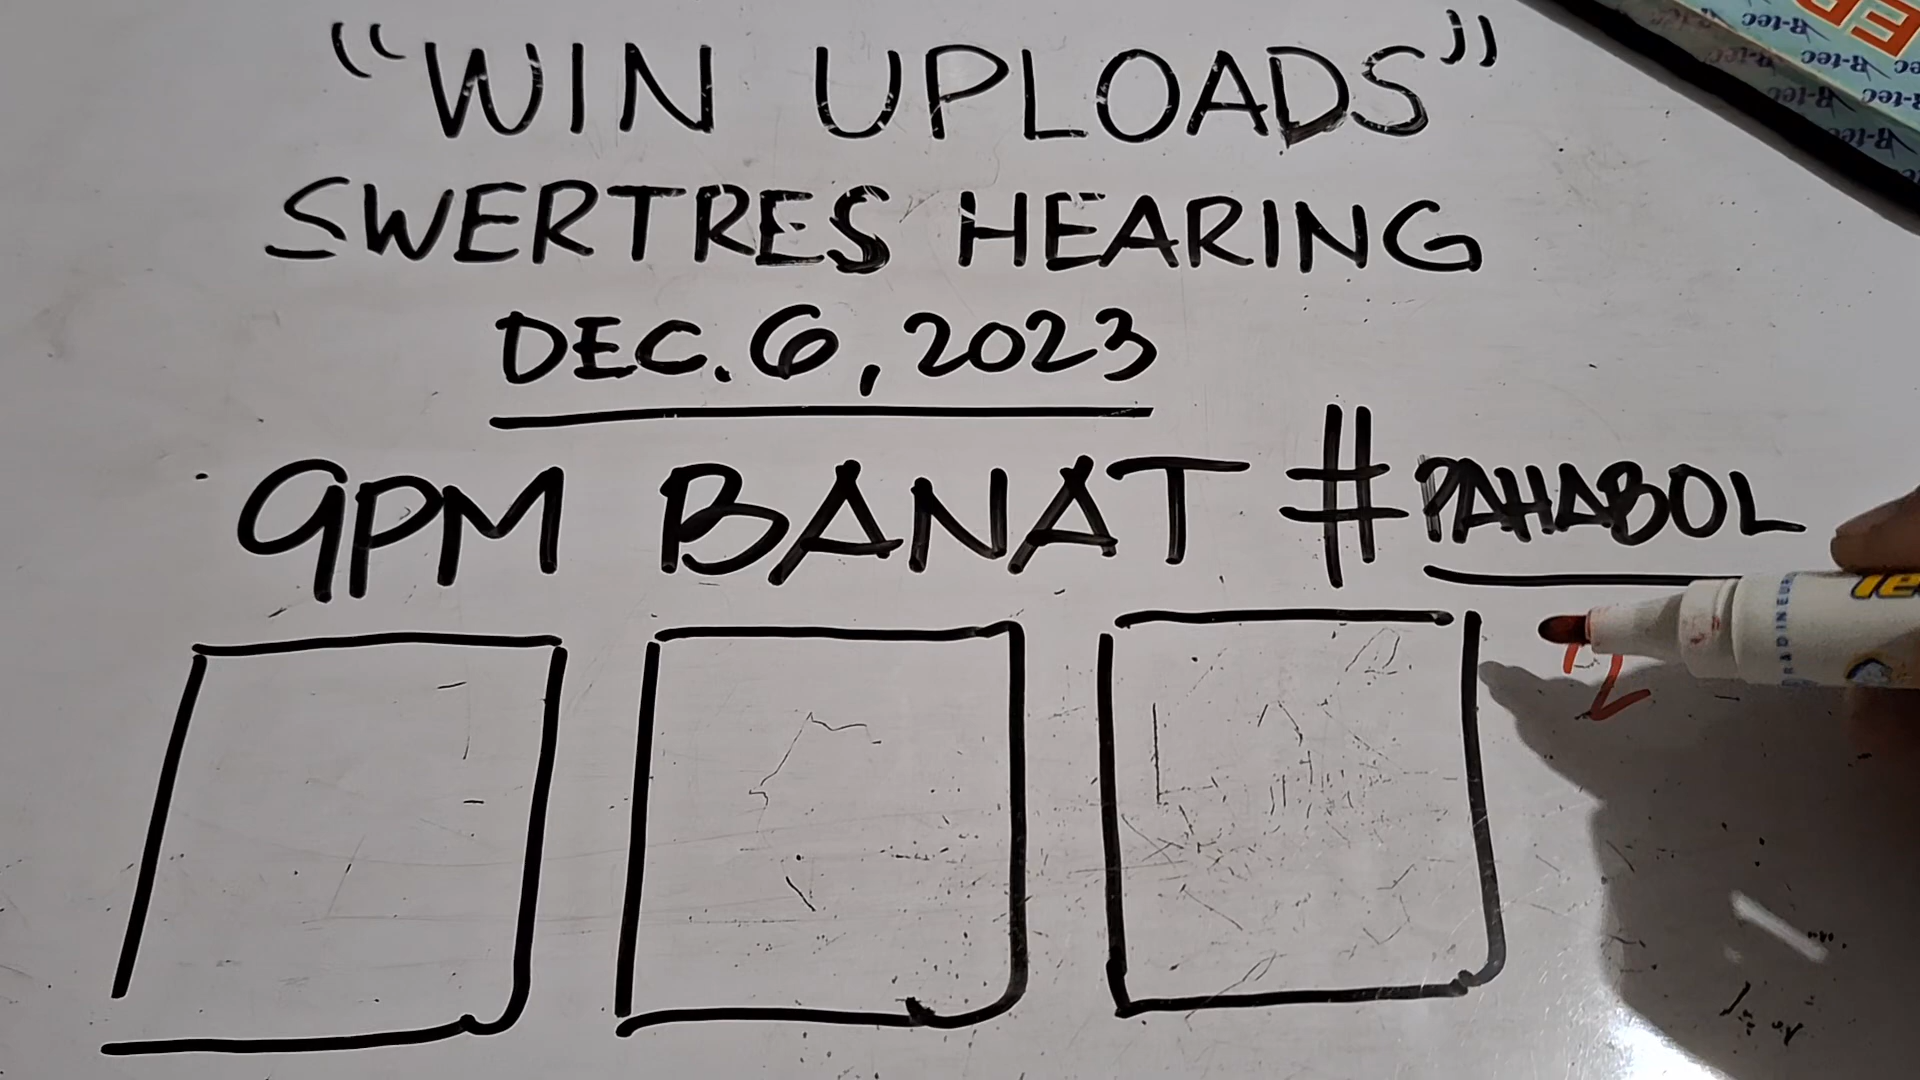 "WIN UPLOADS"
SWERTRES HEARING
DEC. 6, 2023
9PM BANAT #PAHABOL